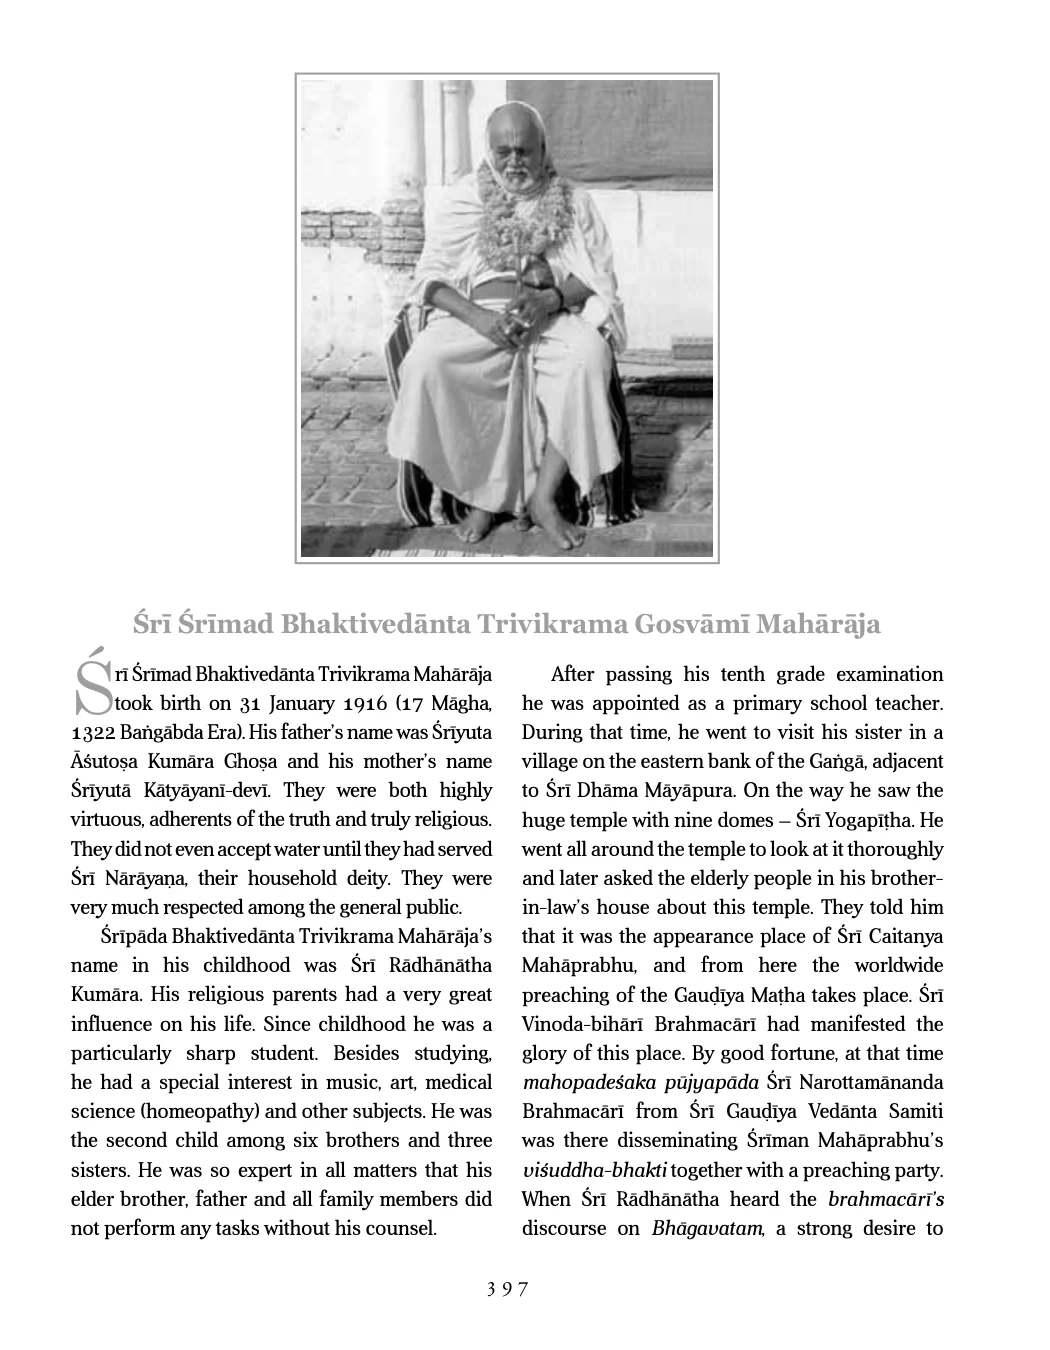 Śrī Śrīmad Bhaktivedānta Trivikrama Gosvāmī Mahārāja
Śrī Śrīmad Bhaktivedānta Trivikrama Mahārāja
took birth on 31 January 1916 (17 Māgha,
1322 Baṅgābda Era). His father's name was Śrīyuta
Āśutoṣa Kumāra Ghoṣa and his mother's name
Śrīyutā Kātyāyanī-devī. They were both highly
virtuous, adherents of the truth and truly religious.
They did not even accept water until they had served
Śrī Nārāyaṇa, their household deity. They were
very much respected among the general public.
Śrīpāda Bhaktivedānta Trivikrama Mahārāja's
name in his childhood was Śrī Rādhānātha
Kumāra. His religious parents had a very great
influence on his life. Since childhood he was a
particularly sharp student. Besides studying,
he had a special interest in music, art, medical
science (homeopathy) and other subjects. He was
the second child among six brothers and three
sisters. He was so expert in all matters that his
elder brother, father and all family members did
not perform any tasks without his counsel.
After passing his tenth grade examination
he was appointed as a primary school teacher.
During that time, he went to visit his sister in a
village on the eastern bank of the Gaṅgā, adjacent
to Śrī Dhāma Māyāpura. On the way he saw the
huge temple with nine domes – Śrī Yogapīṭha. He
went all around the temple to look at it thoroughly
and later asked the elderly people in his brother-
in-law's house about this temple. They told him
that it was the appearance place of Śrī Caitanya
Mahāprabhu, and from here the worldwide
preaching of the Gauḍīya Maṭha takes place. Śrī
Vinoda-bihārī Brahmacārī had manifested the
glory of this place. By good fortune, at that time
mahopadeśaka pūjyapāda Śrī Narottamānanda
Brahmacārī from Śrī Gauḍīya Vedānta Samiti
was there disseminating Śrīman Mahāprabhu's
viśuddha-bhakti together with a preaching party.
When Śrī Rādhānātha heard the brahmacārī's
discourse on Bhāgavatam, a strong desire to
397